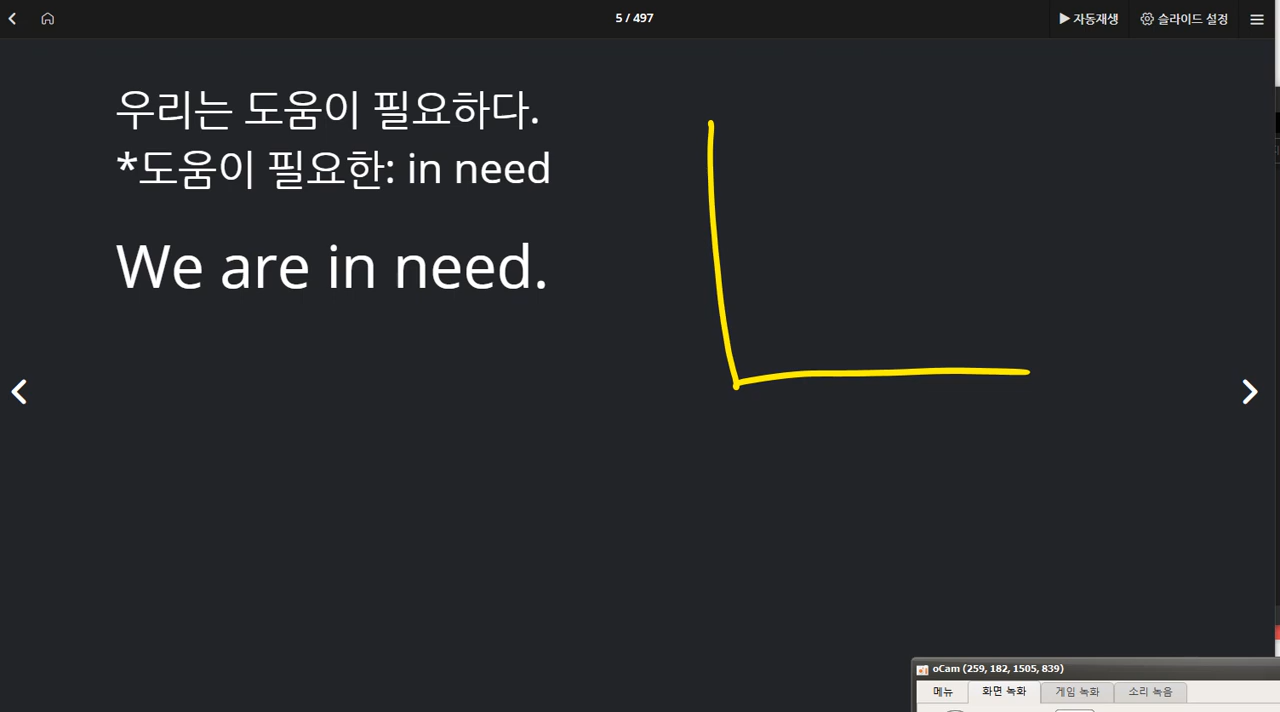 5 / 497
▶ 자동재생
슬라이드 설정
우리는 도움이 필요하다.
*도움이 필요한: in need
We are in need.
oCam (259, 182, 1505, 839)
메뉴
화면 녹화
게임 녹화
소리 녹음